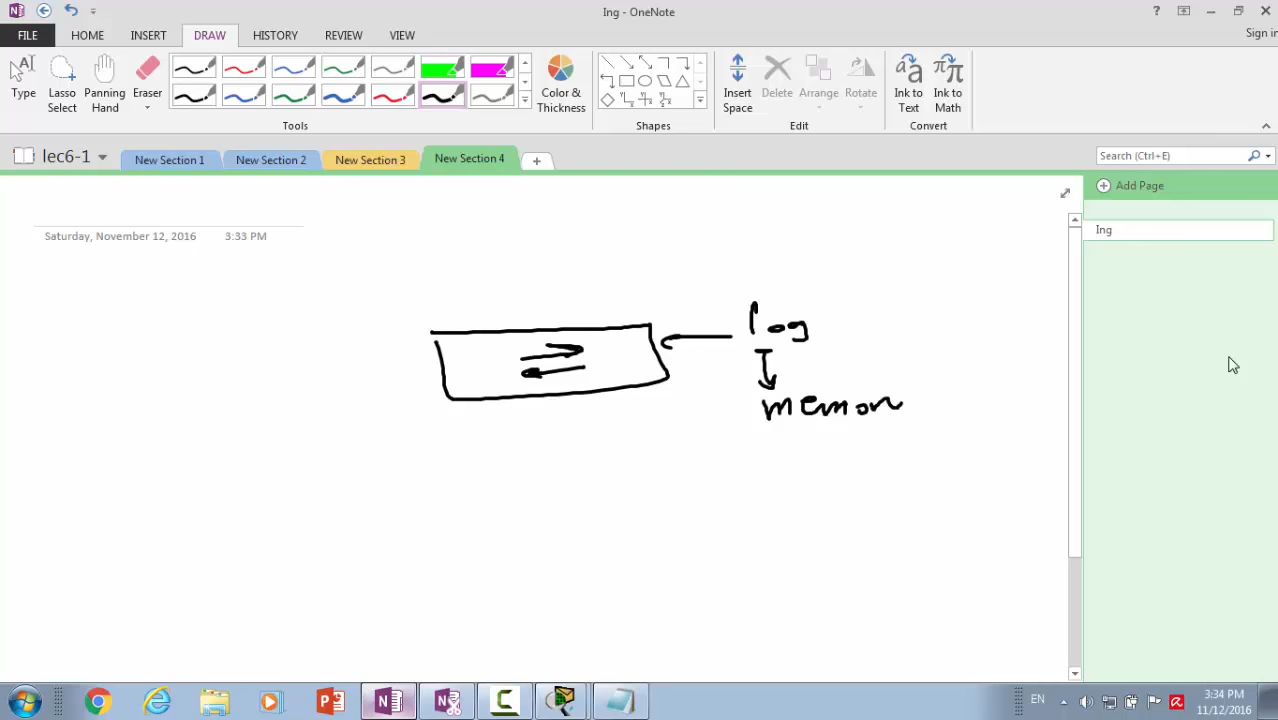 Ing - OneNote
? 
Sign in
FILE HOME INSERT DRAW HISTORY REVIEW VIEW
Type
Lasso Select
Panning Hand
Eraser
Color & Thickness
Insert Space
Delete
Arrange
Rotate
Ink to Text
Ink to Math
Tools
Shapes
Edit
Convert
lec6-1
New Section 1
New Section 2
New Section 3
New Section 4
Search (Ctrl+E)
Add Page
Ing
Saturday, November 12, 2016 3:33 PM
log
memor
EN
3:34 PM
11/12/2016